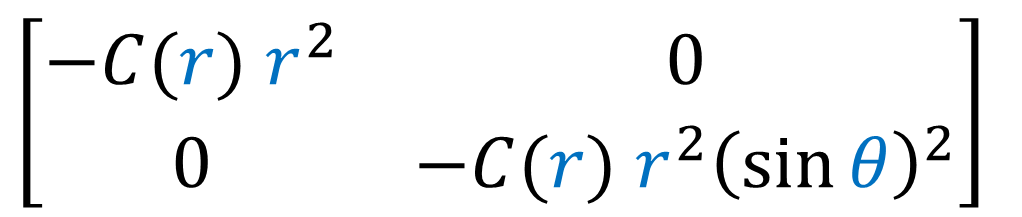 −C(r) r² 0
0 −C(r) r²(sin θ)²